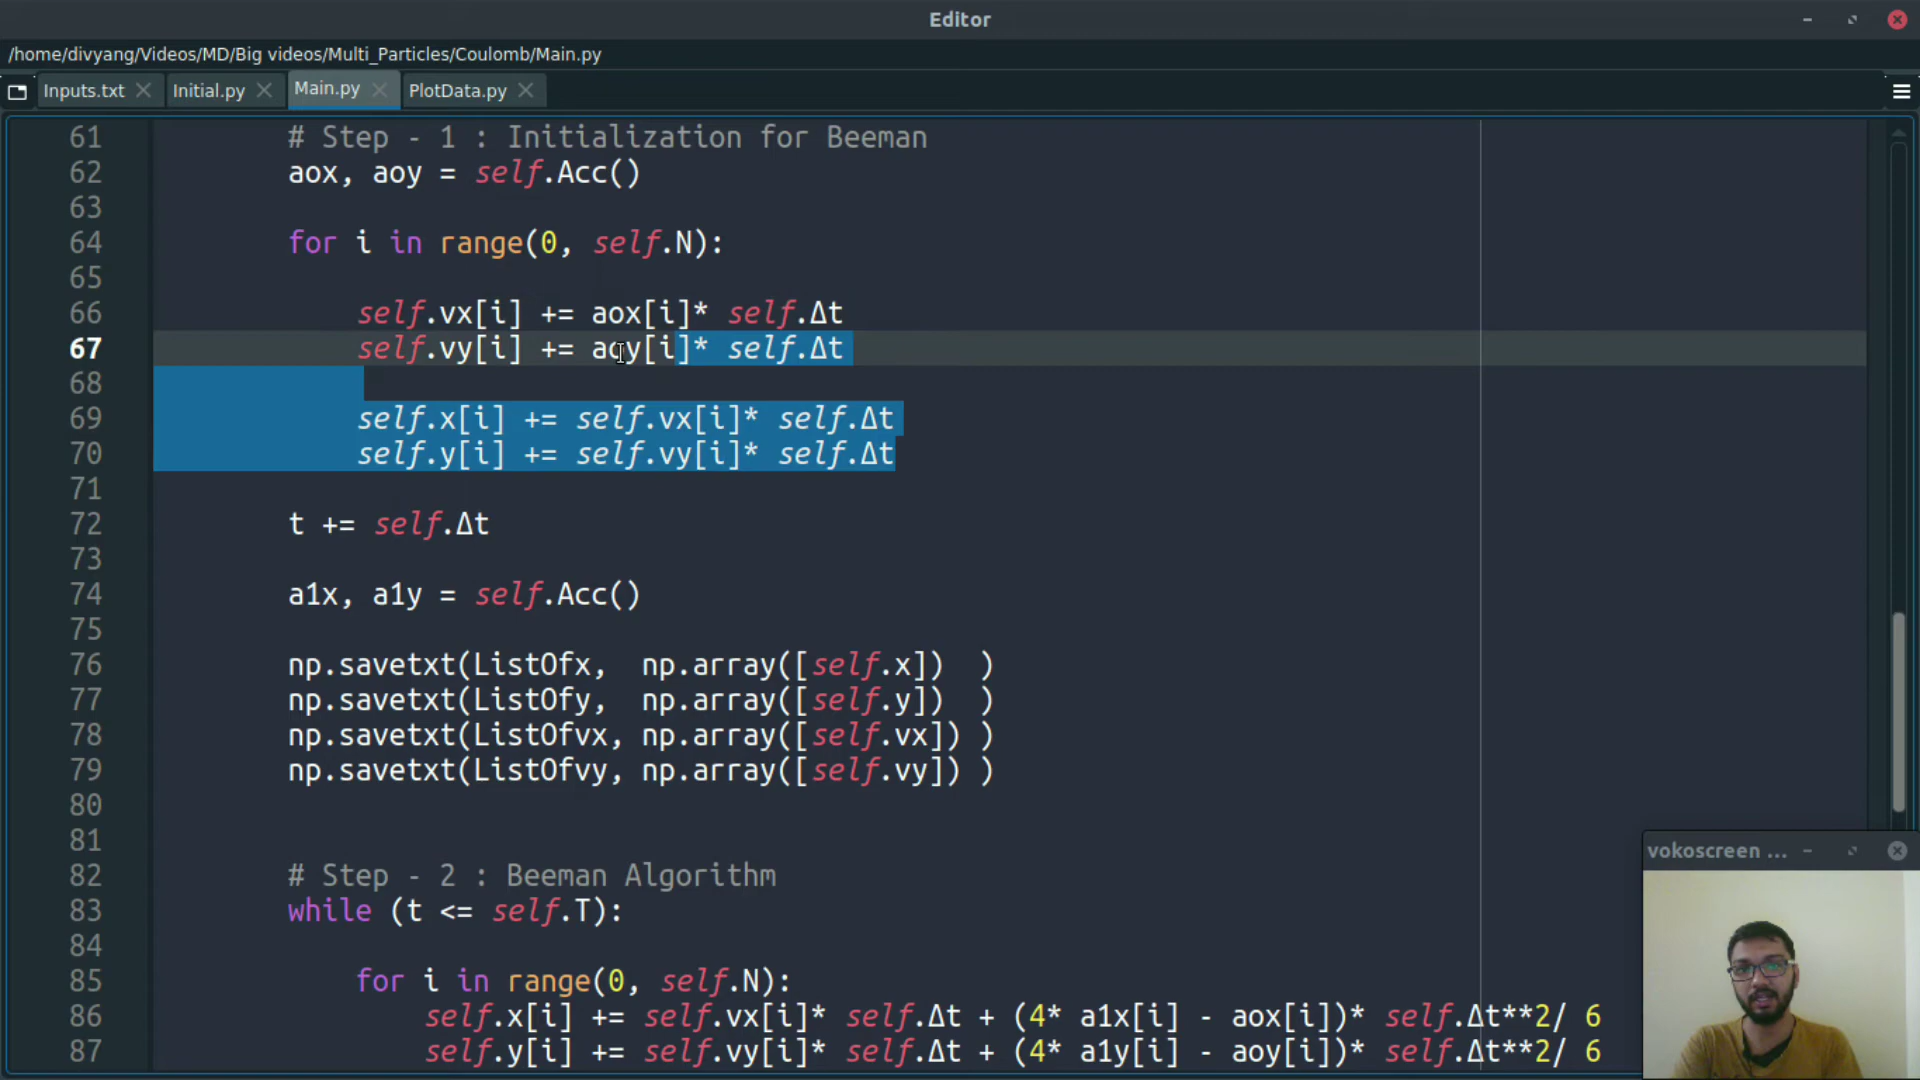 Editor
/home/divyang/Videos/MD/Big videos/Multi_Particles/Coulomb/Main.py
Inputs.txt Initial.py Main.py PlotData.py
61 # Step - 1 : Initialization for Beeman
62 aox, aoy = self.Acc()
63
64 for i in range(0, self.N):
65
66 self.vx[i] += aox[i]* self.Δt
67 self.vy[i] += aoy[i]* self.Δt
68
69 self.x[i] += self.vx[i]* self.Δt
70 self.y[i] += self.vy[i]* self.Δt
71
72 t += self.Δt
73
74 a1x, a1y = self.Acc()
75
76 np.savetxt(ListOfx,  np.array([self.x])  )
77 np.savetxt(ListOfy,  np.array([self.y])  )
78 np.savetxt(ListOfvx, np.array([self.vx]) )
79 np.savetxt(ListOfvy, np.array([self.vy]) )
80
81
82 # Step - 2 : Beeman Algorithm
83 while (t <= self.T):
84
85 for i in range(0, self.N):
86 self.x[i] += self.vx[i]* self.Δt + (4* a1x[i] - aox[i])* self.Δt**2/ 6
87 self.y[i] += self.vy[i]* self.Δt + (4* a1y[i] - aoy[i])* self.Δt**2/ 6
vokoscreen ...